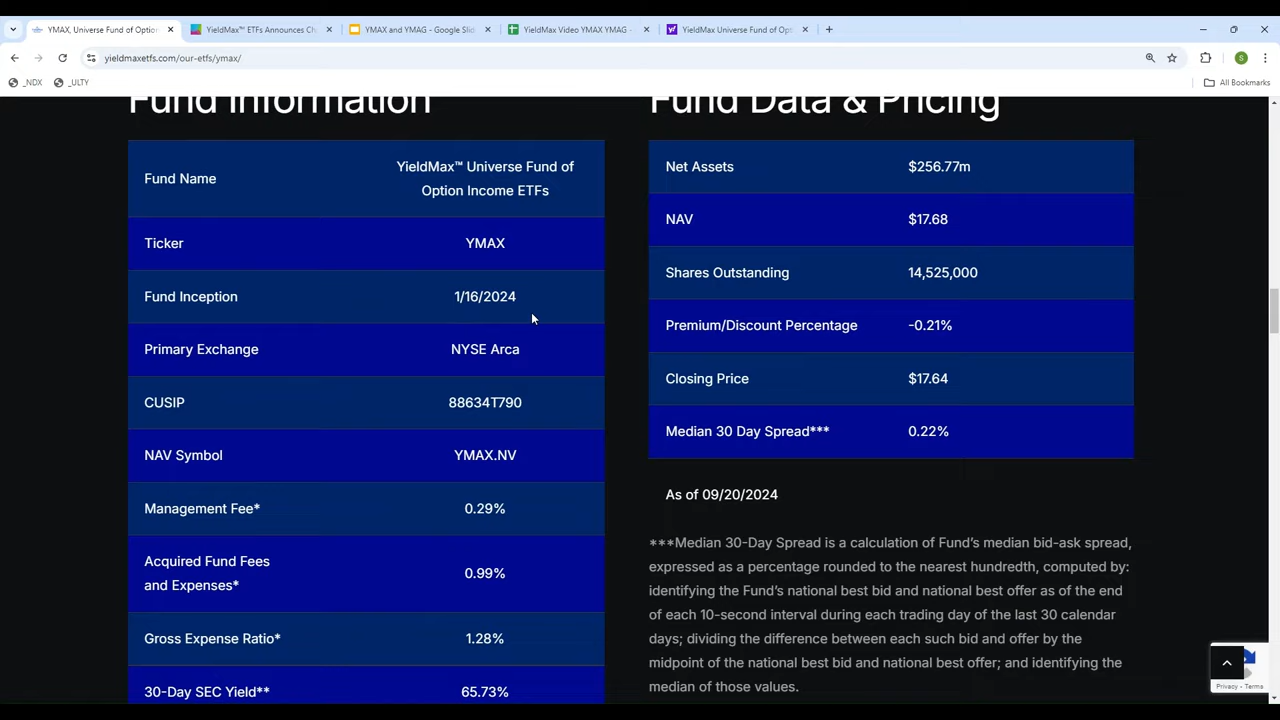 YMAX, Universe Fund of Optio
YieldMax™ ETFs Announces Ch
YMAX and YMAG - Google Slid
YieldMax Video YMAX YMAG -
YieldMax Universe Fund of Opt
yieldmaxetfs.com/our-etfs/ymax/
S
_NDX
_ULTY
All Bookmarks
Fund Information
Fund Name
YieldMax™ Universe Fund of
Option Income ETFs
Ticker
YMAX
Fund Inception
1/16/2024
Primary Exchange
NYSE Arca
CUSIP
88634T790
NAV Symbol
YMAX.NV
Management Fee*
0.29%
Acquired Fund Fees
and Expenses*
0.99%
Gross Expense Ratio*
1.28%
30-Day SEC Yield**
65.73%
Fund Data & Pricing
Net Assets
$256.77m
NAV
$17.68
Shares Outstanding
14,525,000
Premium/Discount Percentage
-0.21%
Closing Price
$17.64
Median 30 Day Spread***
0.22%
As of 09/20/2024
***Median 30-Day Spread is a calculation of Fund's median bid-ask spread,
expressed as a percentage rounded to the nearest hundredth, computed by:
identifying the Fund's national best bid and national best offer as of the end
of each 10-second interval during each trading day of the last 30 calendar
days; dividing the difference between each such bid and offer by the
midpoint of the national best bid and national best offer; and identifying the
median of those values.
Privacy - Terms